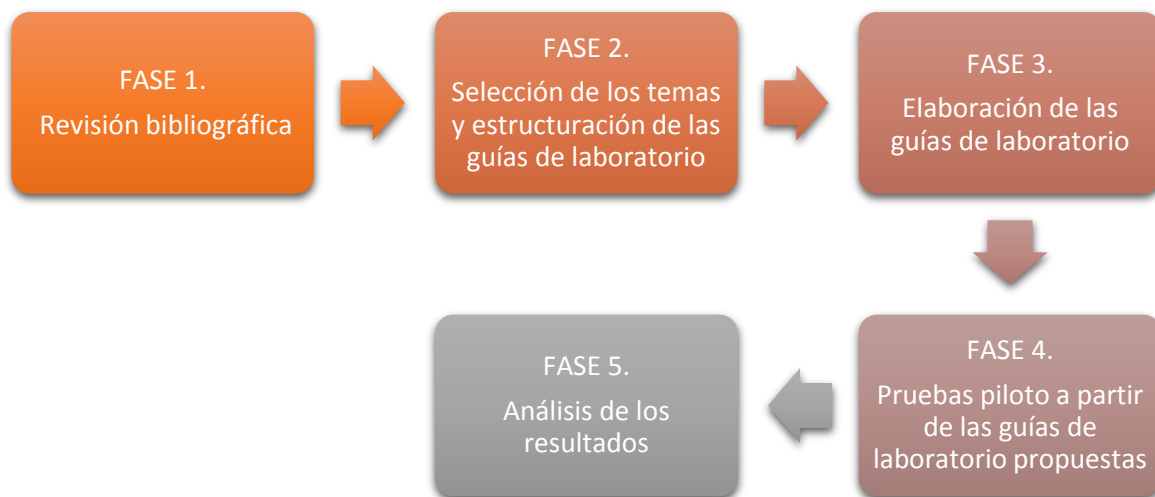 FASE 1.
Revisión bibliográfica
FASE 2.
Selección de los temas
y estructuración de las
guías de laboratorio
FASE 3.
Elaboración de las
guías de laboratorio
FASE 4.
Pruebas piloto a partir
de las guías de
laboratorio propuestas
FASE 5.
Análisis de los
resultados